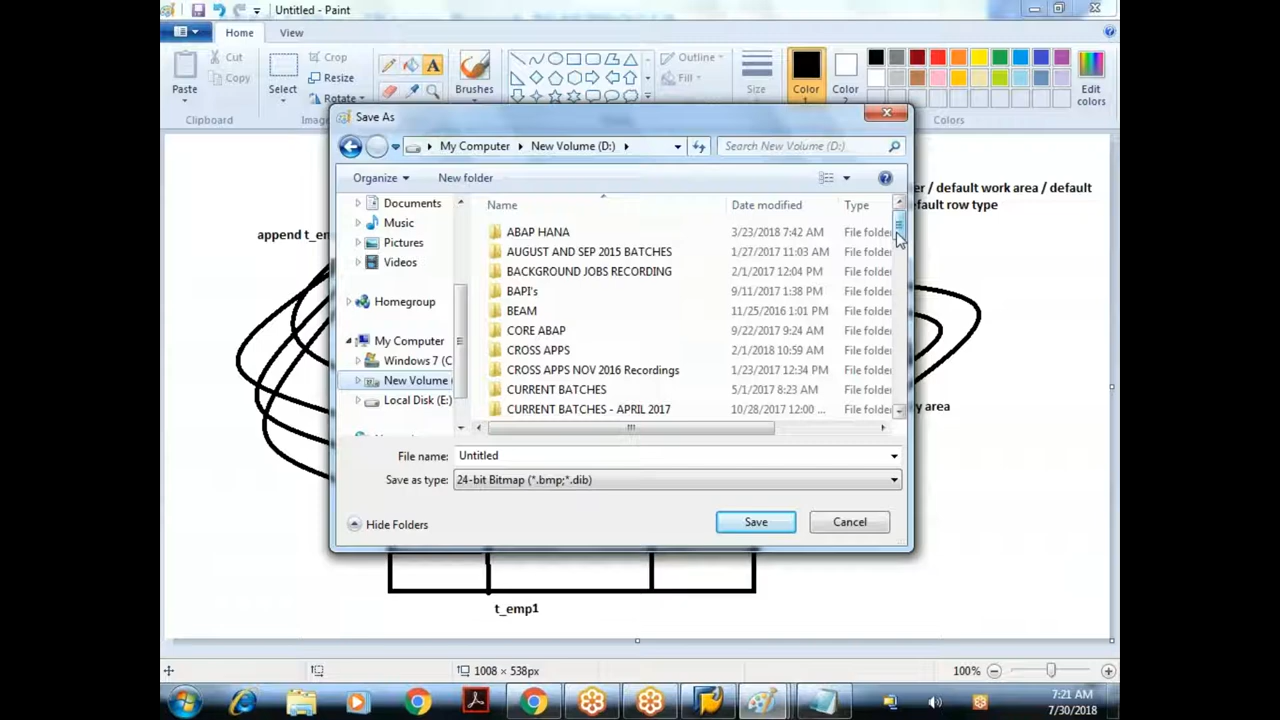 Untitled - Paint
Home
View
Paste
Cut
Copy
Clipboard
Select
Crop
Resize
Rotate
Brushes
Outline
Fill
Size
Color
1
Color
2
Edit
colors
Colors
Save As
My Computer
New Volume (D:)
Search New Volume (D:)
Organize
New folder
Documents
Music
Pictures
Videos
Homegroup
My Computer
Windows 7 (C
New Volume
Local Disk (E:)
Name
Date modified
Type
ABAP HANA 3/23/2018 7:42 AM File folder
AUGUST AND SEP 2015 BATCHES 1/27/2017 11:03 AM File folder
BACKGROUND JOBS RECORDING 2/1/2017 12:04 PM File folder
BAPI's 9/11/2017 1:38 PM File folder
BEAM 11/25/2016 1:01 PM File folder
CORE ABAP 9/22/2017 9:24 AM File folder
CROSS APPS 2/1/2018 10:59 AM File folder
CROSS APPS NOV 2016 Recordings 1/23/2017 12:34 PM File folder
CURRENT BATCHES 5/1/2017 8:23 AM File folder
CURRENT BATCHES - APRIL 2017 10/28/2017 12:00 ... File folder
File name: Untitled
Save as type: 24-bit Bitmap (*.bmp;*.dib)
Hide Folders
Save
Cancel
er / default work area / default
efault row type
append t_em
y area
t_emp1
1008 × 538px
100%
7:21 AM
7/30/2018